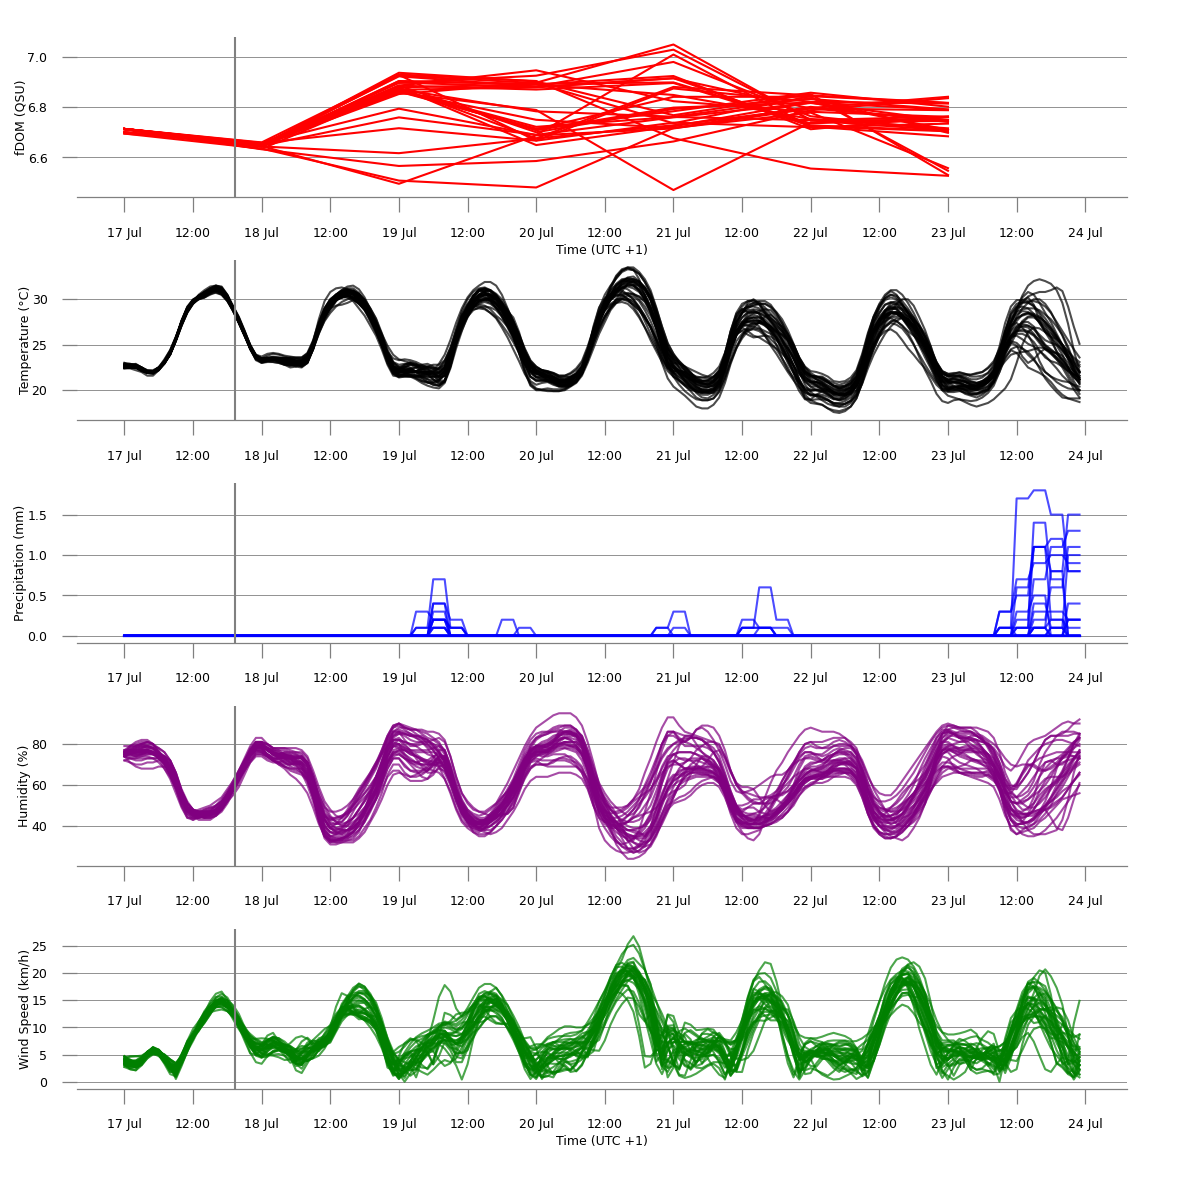 fDOM (QSU)
7.0
6.8
6.6
17 Jul 12:00 18 Jul 12:00 19 Jul 12:00 20 Jul 12:00 21 Jul 12:00 22 Jul 12:00 23 Jul 12:00 24 Jul
Time (UTC +1)
Temperature (°C)
30
25
20
17 Jul 12:00 18 Jul 12:00 19 Jul 12:00 20 Jul 12:00 21 Jul 12:00 22 Jul 12:00 23 Jul 12:00 24 Jul
Precipitation (mm)
1.5
1.0
0.5
0.0
17 Jul 12:00 18 Jul 12:00 19 Jul 12:00 20 Jul 12:00 21 Jul 12:00 22 Jul 12:00 23 Jul 12:00 24 Jul
Humidity (%)
80
60
40
17 Jul 12:00 18 Jul 12:00 19 Jul 12:00 20 Jul 12:00 21 Jul 12:00 22 Jul 12:00 23 Jul 12:00 24 Jul
Wind Speed (km/h)
25
20
15
10
5
0
17 Jul 12:00 18 Jul 12:00 19 Jul 12:00 20 Jul 12:00 21 Jul 12:00 22 Jul 12:00 23 Jul 12:00 24 Jul
Time (UTC +1)